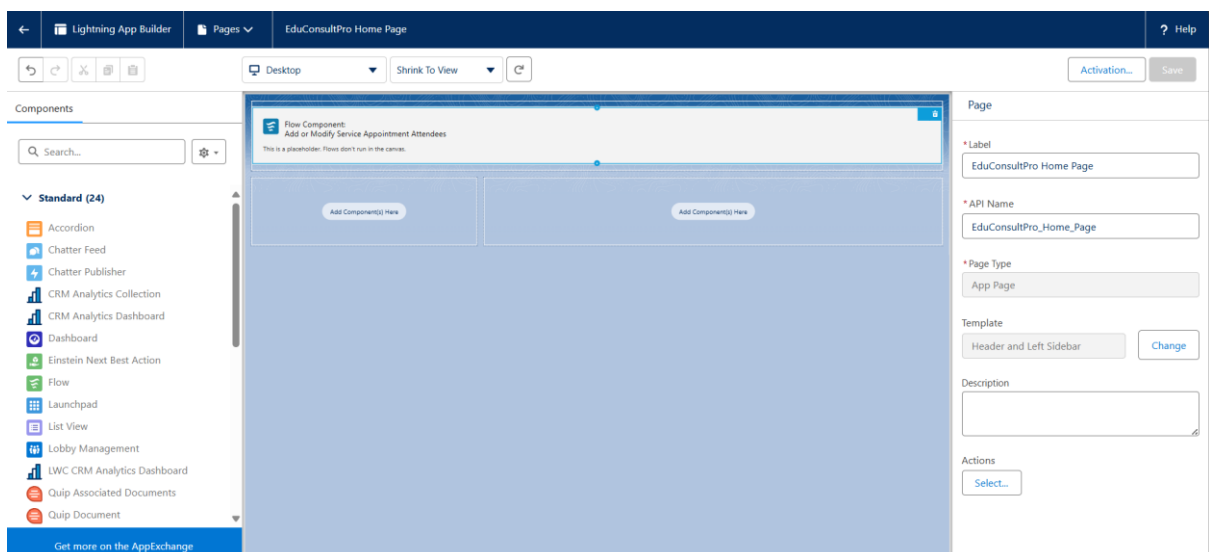 Lightning App Builder
Pages
EduConsultPro Home Page
? Help
Desktop
Shrink To View
Activation...
Save
Components
Search...
Standard (24)
Accordion
Chatter Feed
Chatter Publisher
CRM Analytics Collection
CRM Analytics Dashboard
Dashboard
Einstein Next Best Action
Flow
Launchpad
List View
Lobby Management
LWC CRM Analytics Dashboard
Quip Associated Documents
Quip Document
Get more on the AppExchange
Flow Component:
Add or Modify Service Appointment Attendees
This is a placeholder. Flows don't run in the canvas.
Add Component(s) Here
Add Component(s) Here
Page
*Label
EduConsultPro Home Page
*API Name
EduConsultPro_Home_Page
*Page Type
App Page
Template
Header and Left Sidebar
Change
Description
Actions
Select...